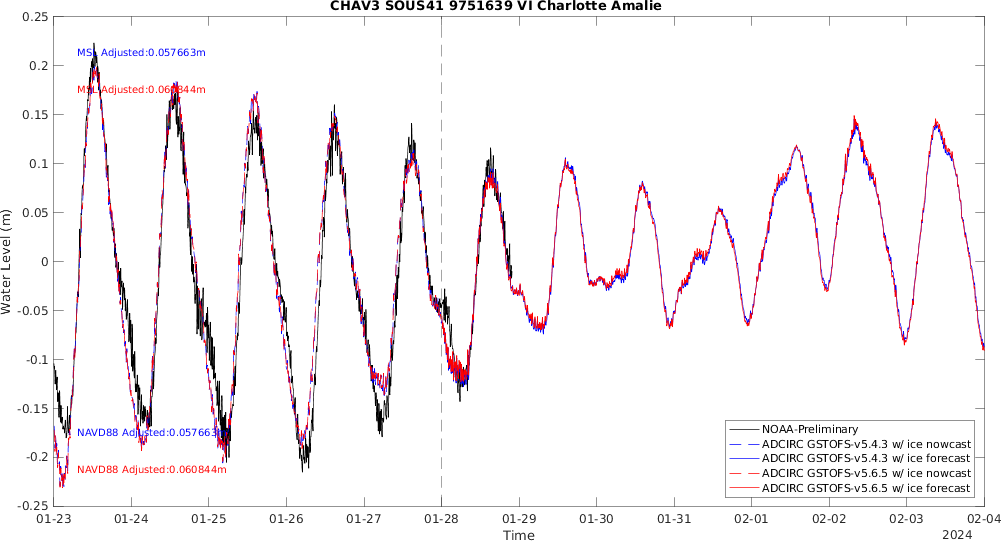 CHAV3 SOUS41 9751639 VI Charlotte Amalie
0.25
0.2
0.15
0.1
0.05
0
-0.05
-0.1
-0.15
-0.2
-0.25
Water Level (m)
MSL Adjusted:0.057663m
MSL Adjusted:0.060844m
NAVD88 Adjusted:0.057663m
NAVD88 Adjusted:0.060844m
NOAA-Preliminary
ADCIRC GSTOFS-v5.4.3 w/ ice nowcast
ADCIRC GSTOFS-v5.4.3 w/ ice forecast
ADCIRC GSTOFS-v5.6.5 w/ ice nowcast
ADCIRC GSTOFS-v5.6.5 w/ ice forecast
01-23 01-24 01-25 01-26 01-27 01-28 01-29 01-30 01-31 02-01 02-02 02-03 02-04
Time
2024